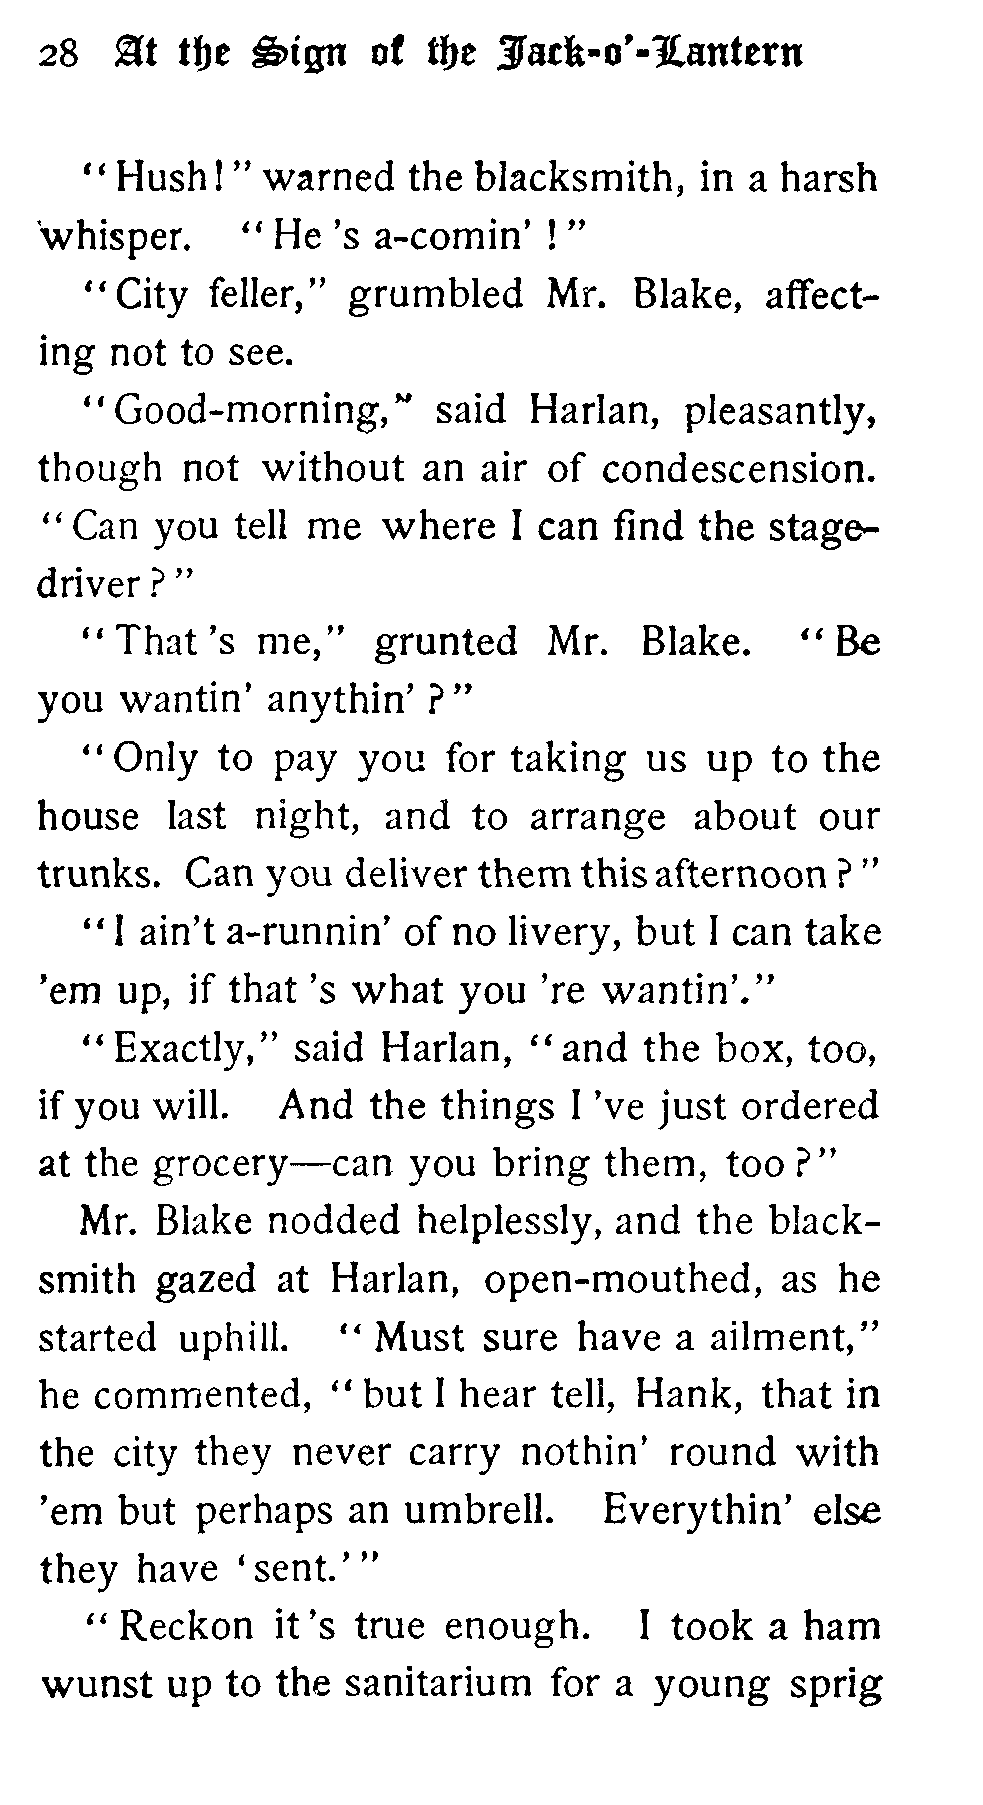 28 At the Sign of the Jack-o'-Lantern
“Hush!” warned the blacksmith, in a harsh
whisper. “He 's a-comin' !”
“City feller,” grumbled Mr. Blake, affect-
ing not to see.
“Good-morning,” said Harlan, pleasantly,
though not without an air of condescension.
“Can you tell me where I can find the stage-
driver?”
“That 's me,” grunted Mr. Blake. “Be
you wantin' anythin' ?”
“Only to pay you for taking us up to the
house last night, and to arrange about our
trunks. Can you deliver them this afternoon?”
“I ain't a-runnin' of no livery, but I can take
'em up, if that 's what you 're wantin'.”
“Exactly,” said Harlan, “and the box, too,
if you will. And the things I 've just ordered
at the grocery—can you bring them, too?”
Mr. Blake nodded helplessly, and the black-
smith gazed at Harlan, open-mouthed, as he
started uphill. “Must sure have a ailment,”
he commented, “but I hear tell, Hank, that in
the city they never carry nothin' round with
'em but perhaps an umbrell. Everythin' else
they have 'sent.'”
“Reckon it 's true enough. I took a ham
wunst up to the sanitarium for a young sprig